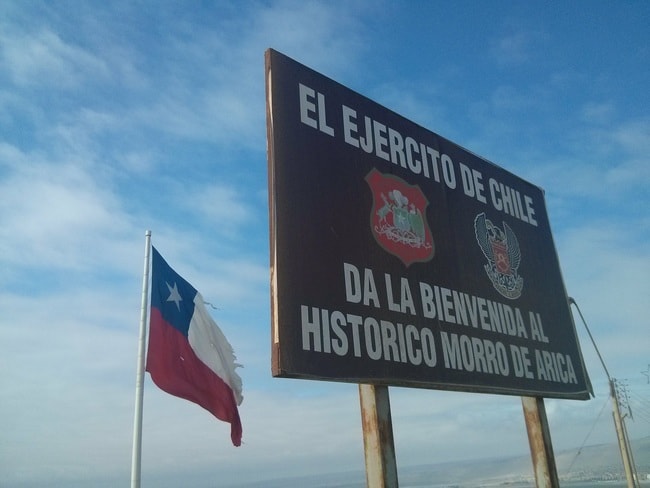 EL EJERCITO DE CHILE
DA LA BIENVENIDA AL
HISTORICO MORRO DE ARICA